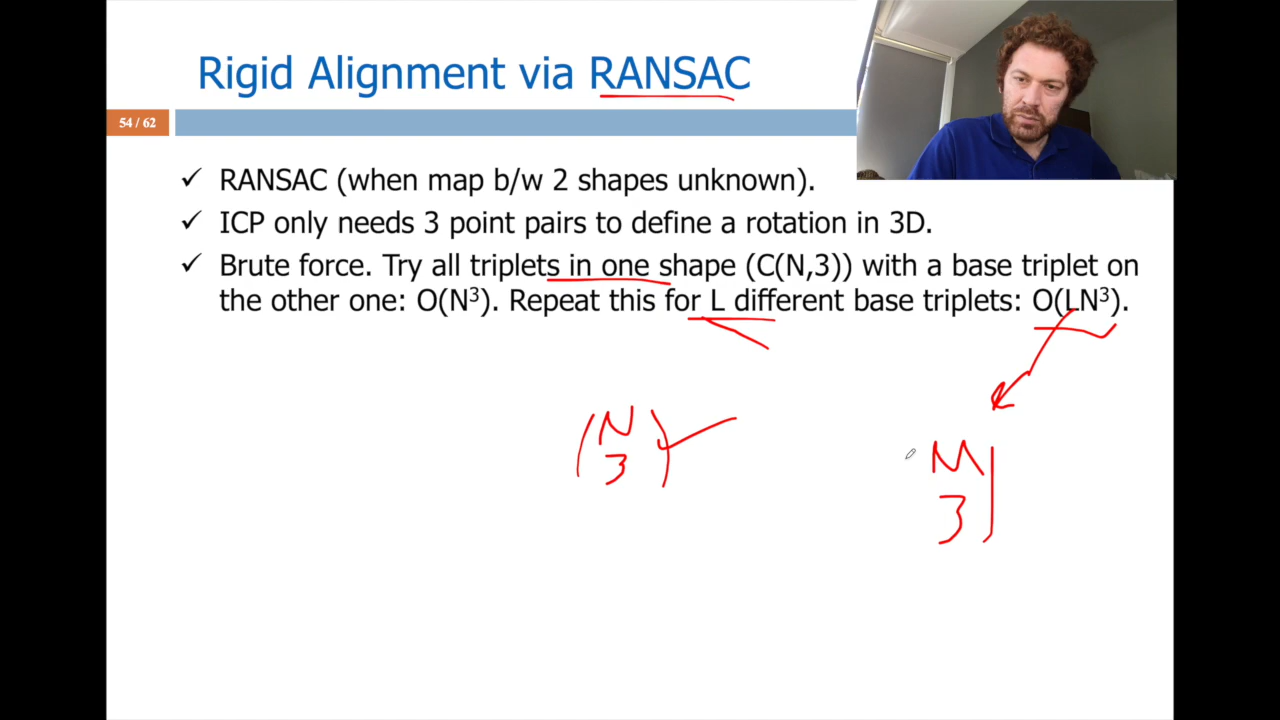 Rigid Alignment via RANSAC
54 / 62
✓ RANSAC (when map b/w 2 shapes unknown).
✓ ICP only needs 3 point pairs to define a rotation in 3D.
✓ Brute force. Try all triplets in one shape (C(N,3)) with a base triplet on
the other one: O(N³). Repeat this for L different base triplets: O(LN³).
(N
3)
M
3)